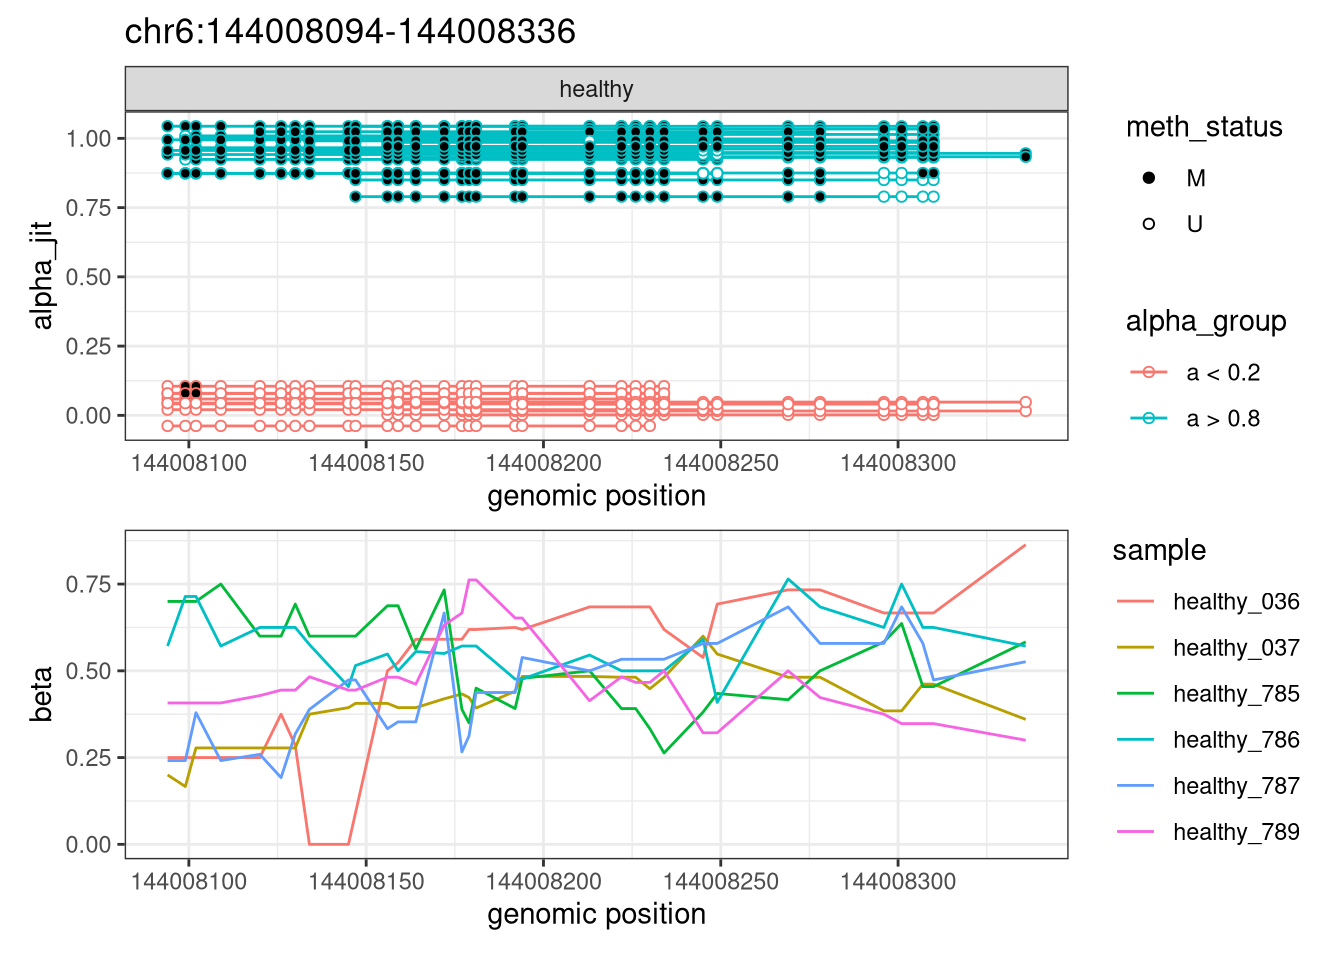 chr6:144008094-144008336
healthy
1.00
0.75
0.50
0.25
0.00
alpha_jit
144008100 144008150 144008200 144008250 144008300
genomic position
meth_status
M
U
alpha_group
a < 0.2
a > 0.8
0.75
0.50
0.25
0.00
beta
144008100 144008150 144008200 144008250 144008300
genomic position
sample
healthy_036
healthy_037
healthy_785
healthy_786
healthy_787
healthy_789